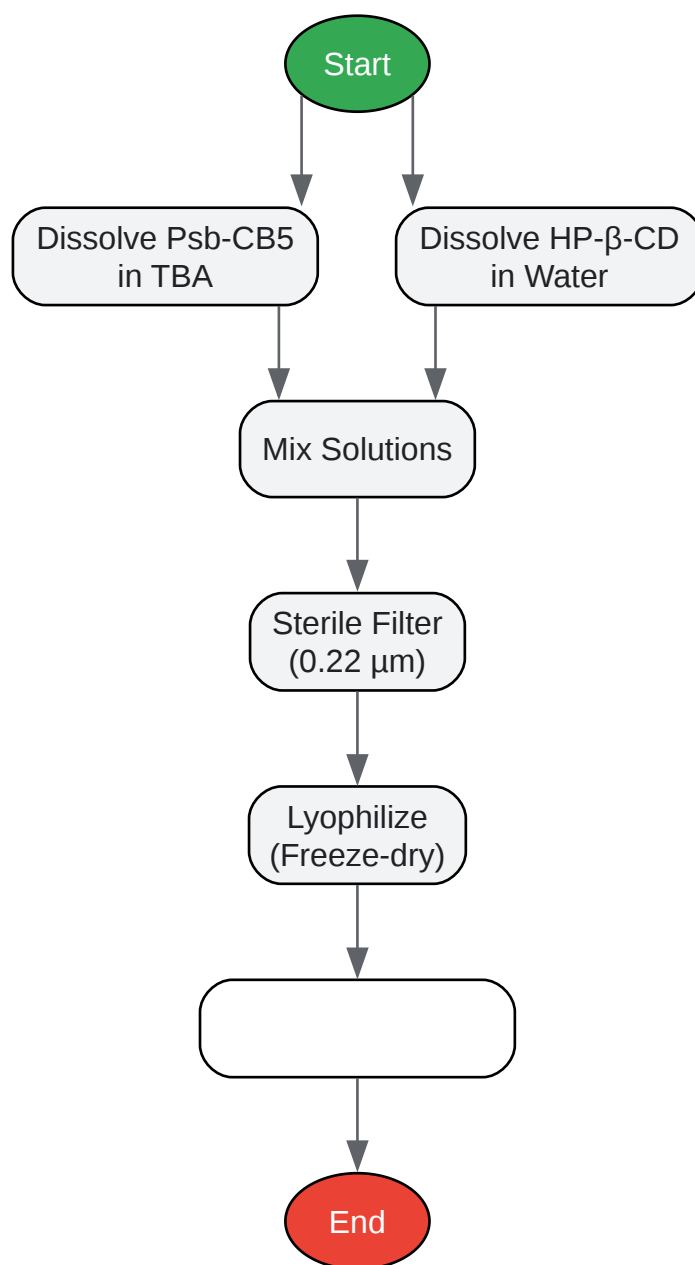 Start
Dissolve Psb-CB5
in TBA
Dissolve HP-β-CD
in Water
Mix Solutions
Sterile Filter
(0.22 µm)
Lyophilize
(Freeze-dry)
End